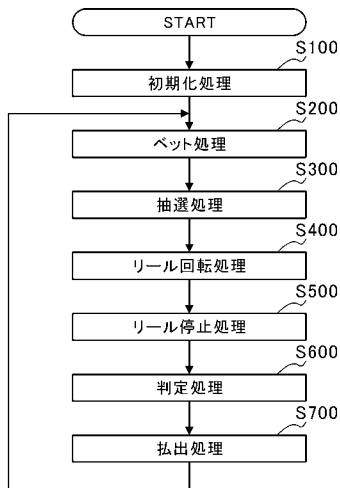 START
S100
初期化処理
S200
ベット処理
S300
抽選処理
S400
リール回転処理
S500
リール停止処理
S600
判定処理
S700
払出処理